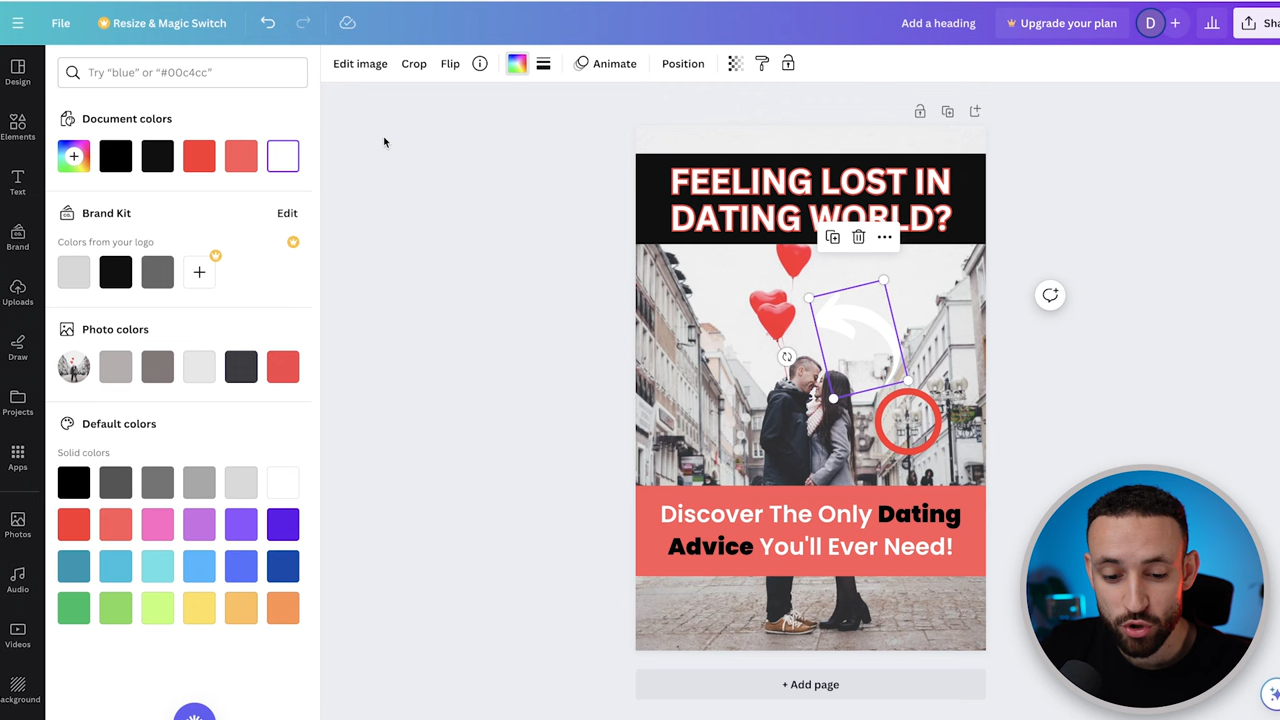 File
Resize & Magic Switch
Add a heading
Upgrade your plan
D
Sha
Design
Elements
Text
Brand
Uploads
Draw
Projects
Apps
Photos
Audio
Videos
ackground
Try "blue" or "#00c4cc"
Document colors
Brand Kit
Edit
Colors from your logo
Photo colors
Default colors
Solid colors
Edit image
Crop
Flip
Animate
Position
FEELING LOST IN
DATING WORLD?
Discover The Only Dating
Advice You'll Ever Need!
+ Add page